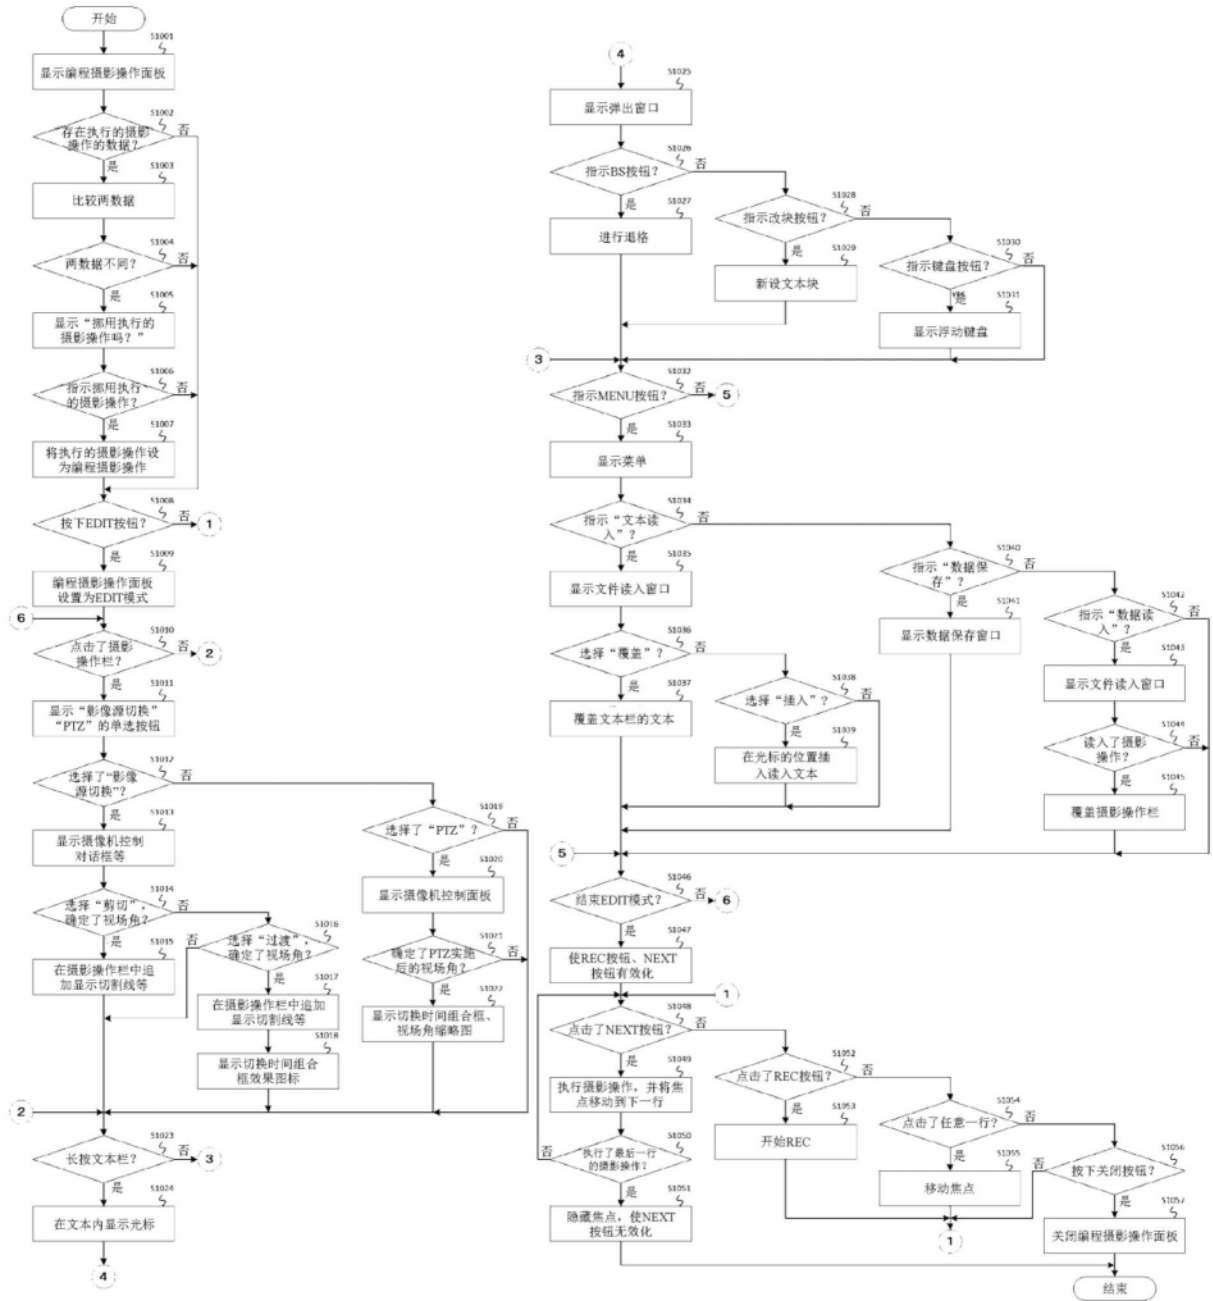 开始
S1001
显示编程摄影操作面板
S1002
“存在执行的摄影
操作的数据？
否
是
S1003
比较两数据
S1004
两数据不同？
否
是
S1005
显示“挪用执行的
摄影操作吗？”
S1006
“指示挪用执行”
的摄影操作？
否
是
S1007
将执行的摄影操作设
为编程摄影操作
S1008
按下EDIT按钮？
否
1
是
S1009
编程摄影操作面板
设置为EDIT模式
6
S1010
点击了摄影
操作栏？
否
2
是
S1011
显示“影像源切换”
“PTZ”的单选按钮
S1012
选择了“影像
源切换”？
否
是
S1013
显示摄像机控制
对话框等
S1014
选择“剪切”，
确定了视场角？
否
是
S1015
在摄影操作栏中追
加显示切割线等
S1016
选择“过渡”，
确定了视场角？
否
是
S1017
在摄影操作栏中追加
显示切割线等
S1018
显示切换时间组合
框效果图标
S1019
选择了“PTZ”？
否
是
S1020
显示摄像机控制面板
S1021
确定了PTZ实施
后的视场角？
否
是
S1022
显示切换时间组合框、
视场角缩略图
2
S1023
长按文本栏？
否
3
是
S1024
在文本内显示光标
4
4
S1025
显示弹出窗口
S1026
指示BS按钮？
否
是
S1027
进行退格
S1028
指示改块按钮？
否
是
S1029
新设文本块
S1030
指示键盘按钮？
否
是
S1031
显示浮动键盘
3
S1032
指示MENU按钮？
否
5
是
S1033
显示菜单
S1034
指示“文本读
入”？
否
是
S1035
显示文件读入窗口
S1036
选择“覆盖”？
否
是
S1037
覆盖文本栏的文本
S1038
选择“插入”？
否
是
S1039
在光标的位置插
入读入文本
S1040
指示“数据保
存”？
否
是
S1041
显示数据保存窗口
S1042
指示“数据读
入”？
否
是
S1043
显示文件读入窗口
S1044
读入了摄影
操作？
否
是
S1045
覆盖摄影操作栏
5
S1046
结束EDIT模式？
否
6
是
S1047
使REC按钮、NEXT
按钮有效化
1
S1048
点击了NEXT按钮？
否
是
S1049
执行摄影操作，并将焦
点移动到下一行
S1050
执行了最后一行
的摄影操作？
否
是
S1051
隐藏焦点，使NEXT
按钮无效化
S1052
点击了REC按钮？
否
是
S1053
开始REC
S1054
点击了任意一行？
否
是
S1055
移动焦点
1
S1056
按下关闭按钮？
否
是
S1057
关闭编程摄影操作面板
结束